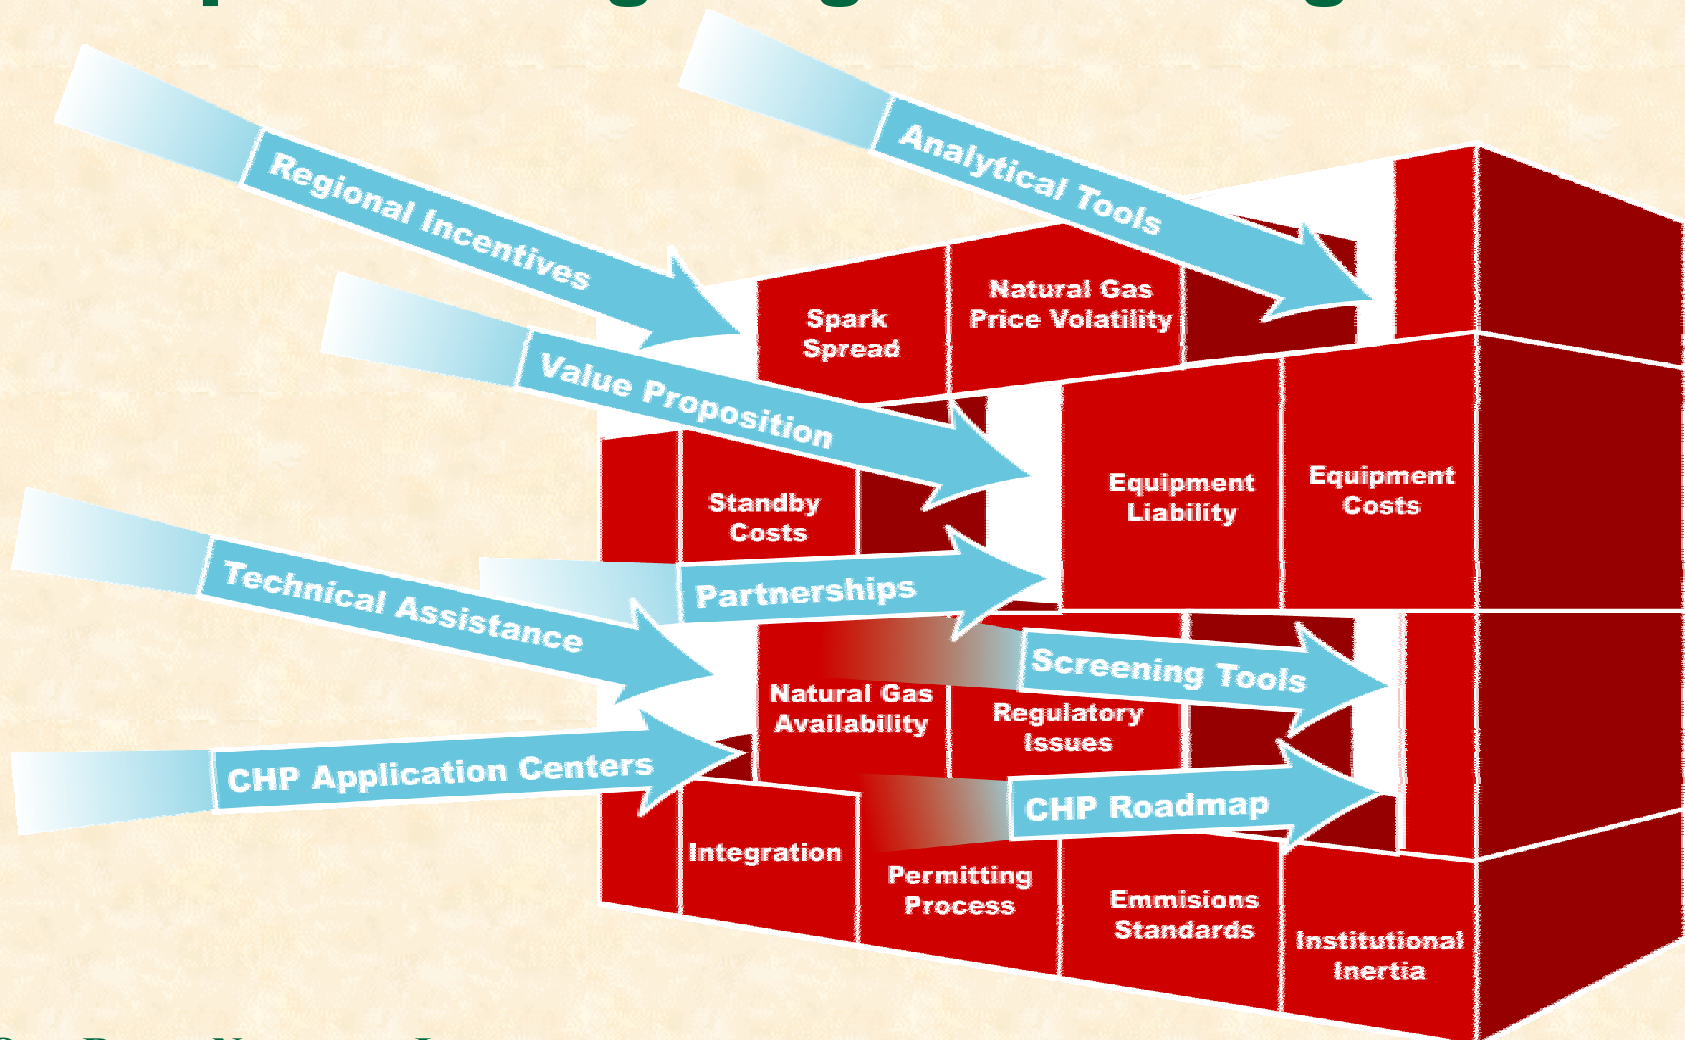 Analytical Tools
Regional Incentives
Natural Gas
Price Volatility
Spark
Spread
Value Proposition
Equipment
Liability
Equipment
Costs
Standby
Costs
Technical Assistance
Partnerships
Screening Tools
Natural Gas
Availability
Regulatory
Issues
CHP Application Centers
CHP Roadmap
Integration
Permitting
Process
Emmisions
Standards
Institutional
Inertia